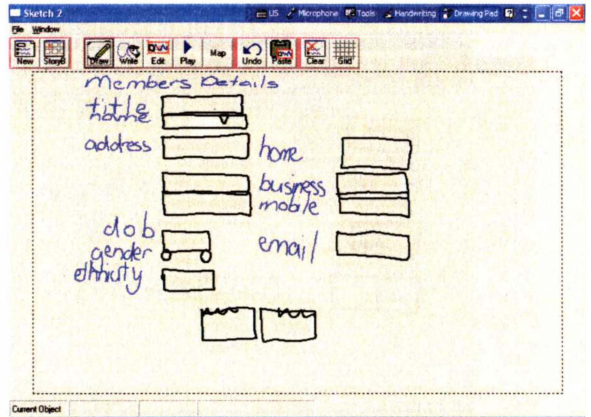 Sketch 2
US Microphone Tools Handwriting Drawing Pad
File Window
New StoryB Draw Write Edit Play Map Undo Paste Clear Grid
Members Details
title
name
address home
business
mobile
dob
gender email
ethnicity
Current Object